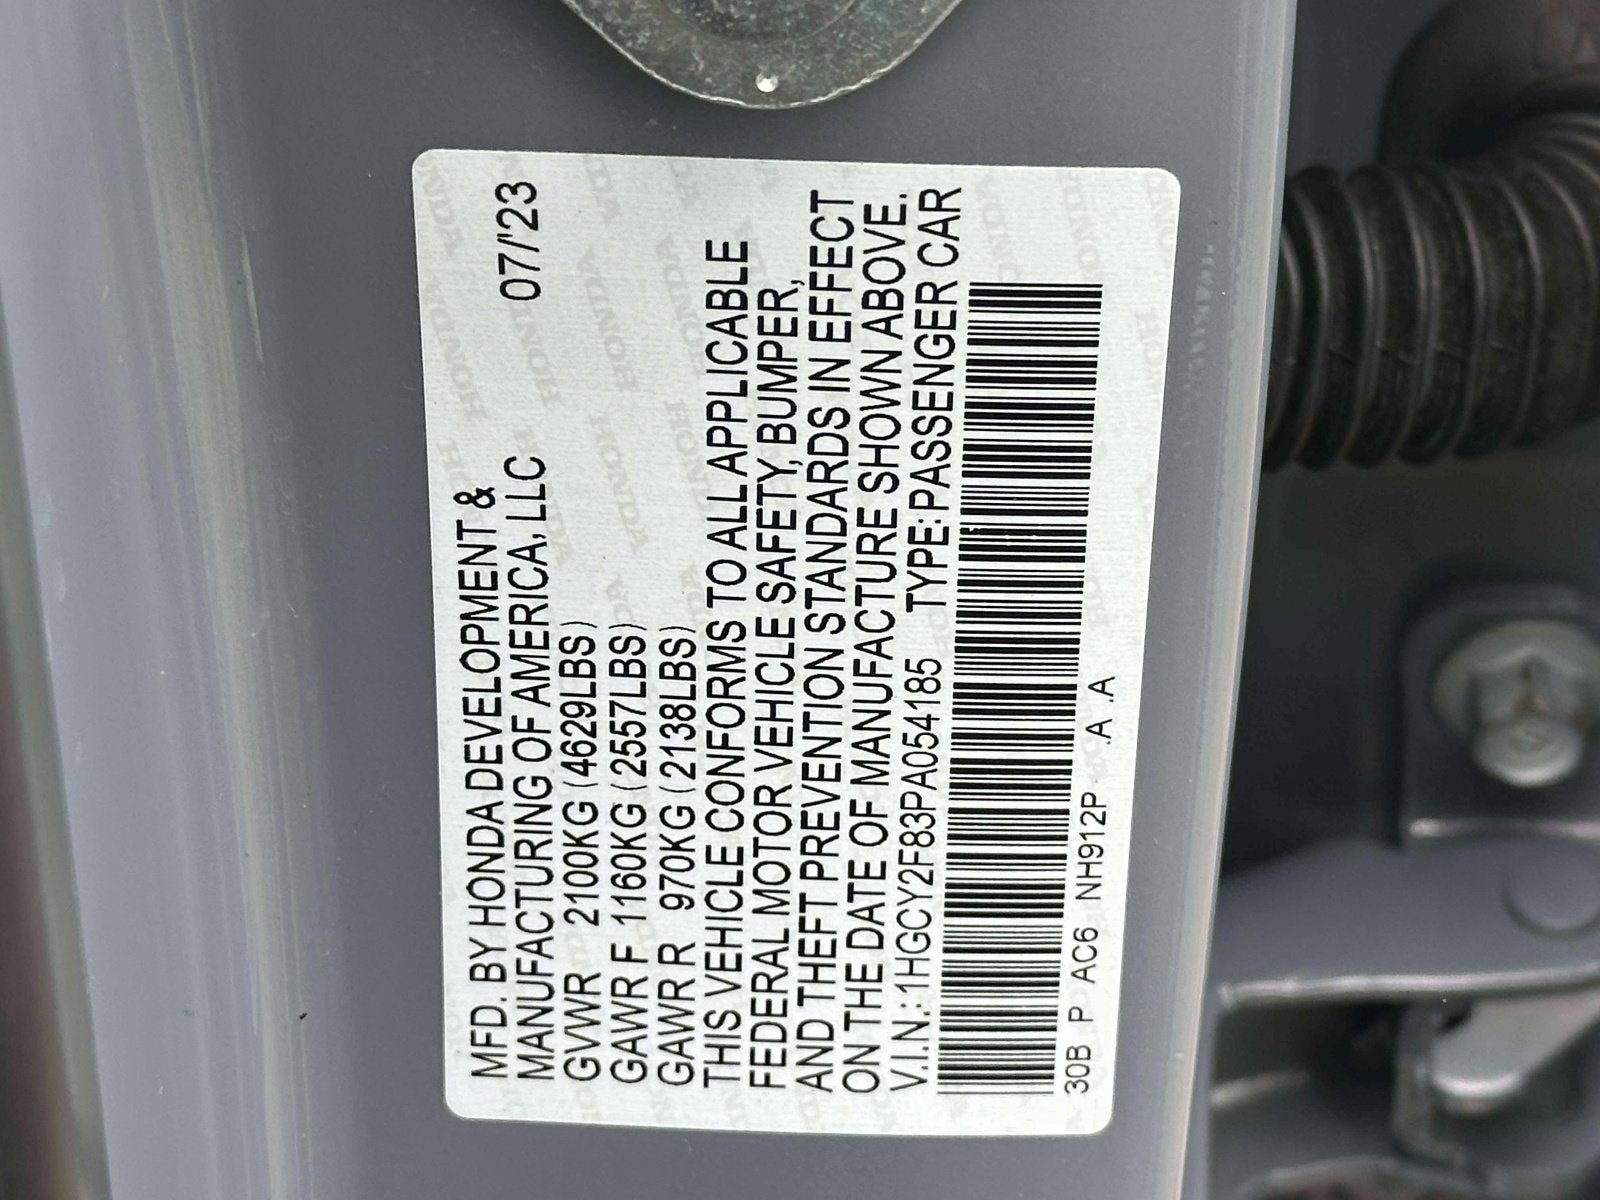 MFD. BY HONDA DEVELOPMENT &
MANUFACTURING OF AMERICA, LLC 07/'23
GVWR 2100KG (4629LBS)
GAWR F 1160KG (2557LBS)
GAWR R 970KG (2138LBS)
THIS VEHICLE CONFORMS TO ALL APPLICABLE
FEDERAL MOTOR VEHICLE SAFETY, BUMPER,
AND THEFT PREVENTION STANDARDS IN EFFECT
ON THE DATE OF MANUFACTURE SHOWN ABOVE.
V.I.N.: 1HGCY2F83PA054185 TYPE: PASSENGER CAR
30B P AC6 NH912P .A .A